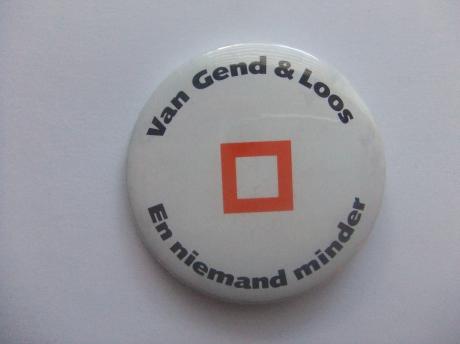 Van Gend & Loos
En niemand minder